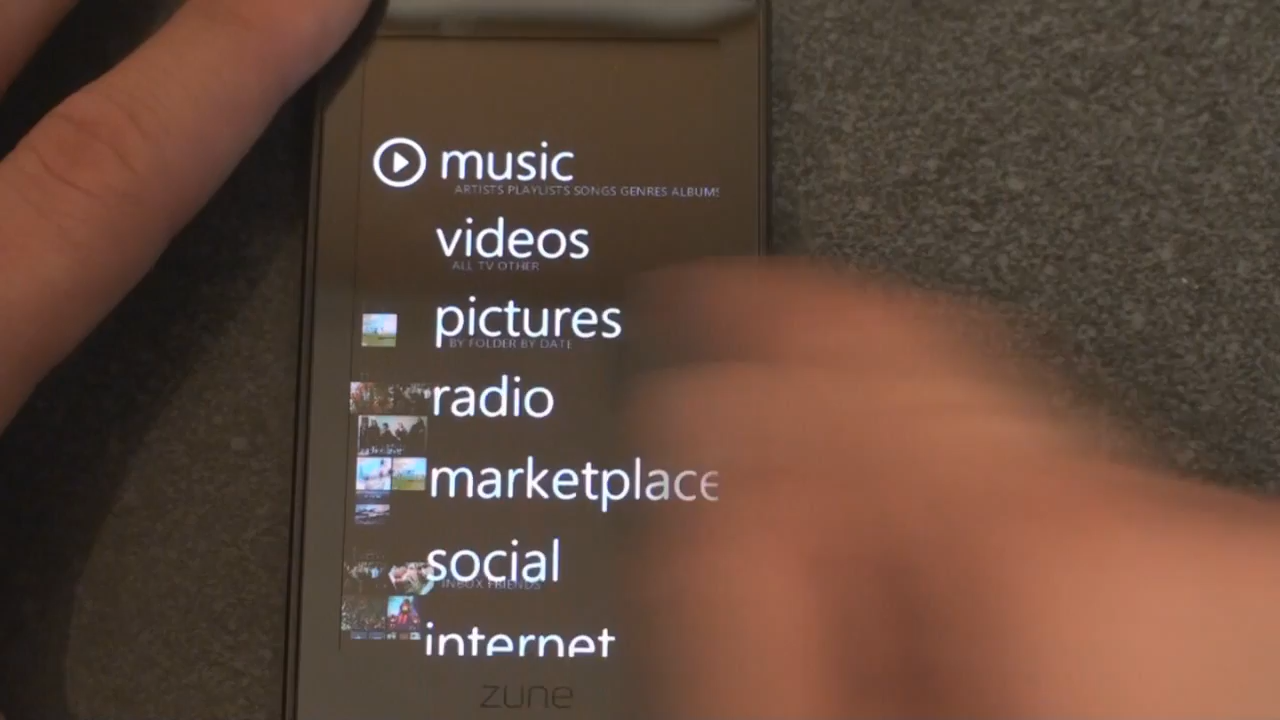 music
ARTISTS PLAYLISTS SONGS GENRES ALBUMS
videos
ALL TV OTHER
pictures
BY FOLDER BY DATE
radio
marketplace
social
INBOX FRIENDS
internet
zune